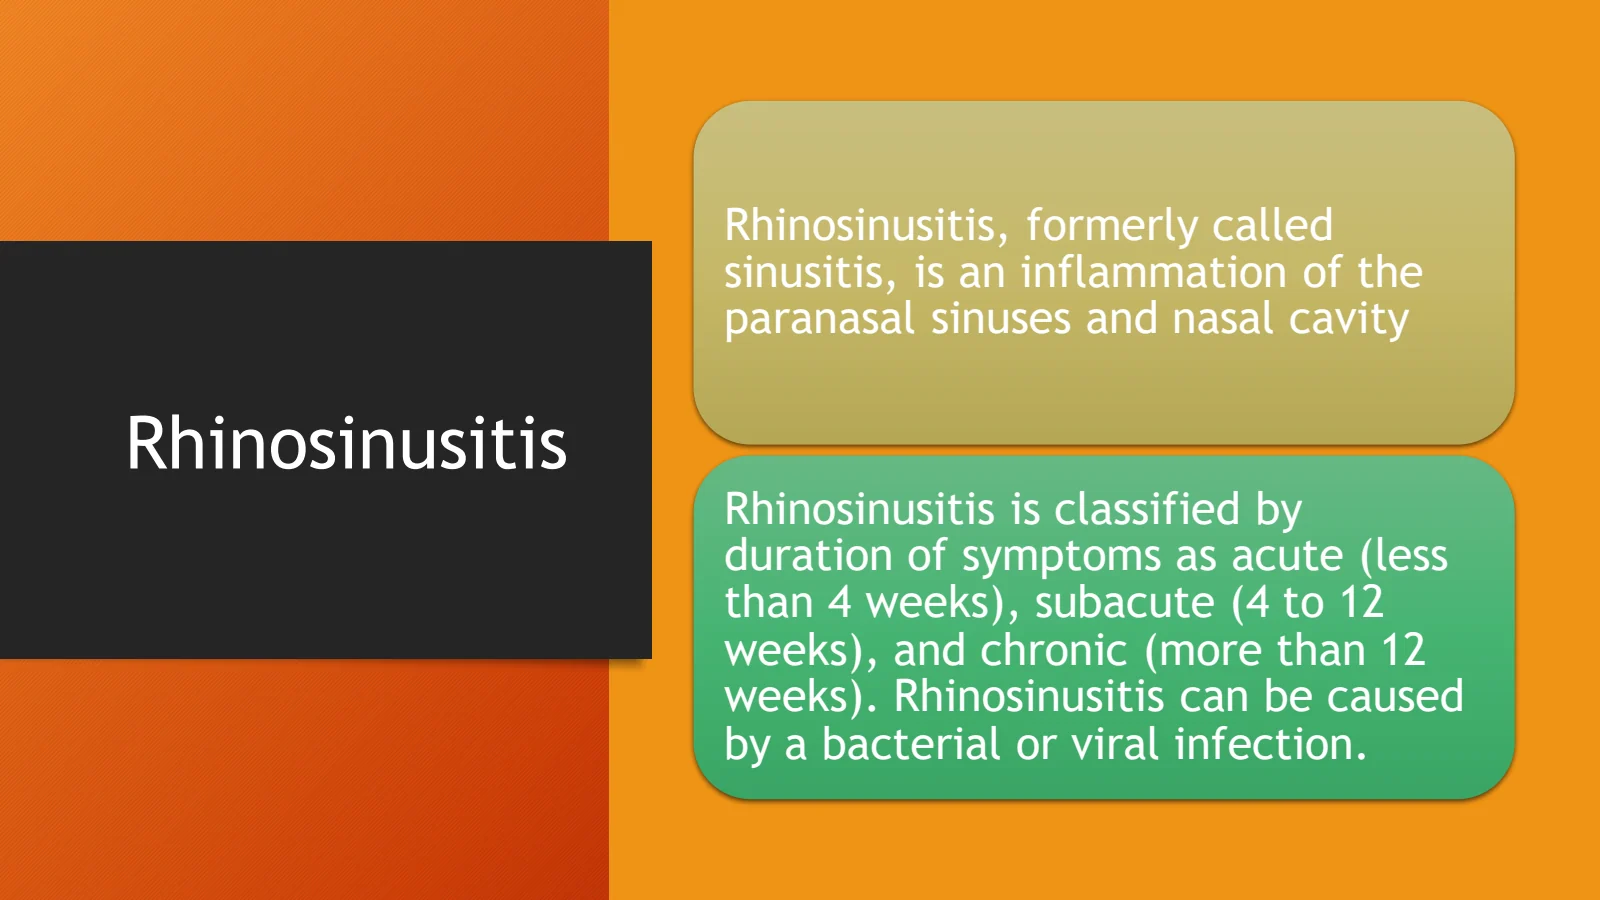 Rhinosinusitis
Rhinosinusitis, formerly called
sinusitis, is an inflammation of the
paranasal sinuses and nasal cavity
Rhinosinusitis is classified by
duration of symptoms as acute (less
than 4 weeks), subacute (4 to 12
weeks), and chronic (more than 12
weeks). Rhinosinusitis can be caused
by a bacterial or viral infection.